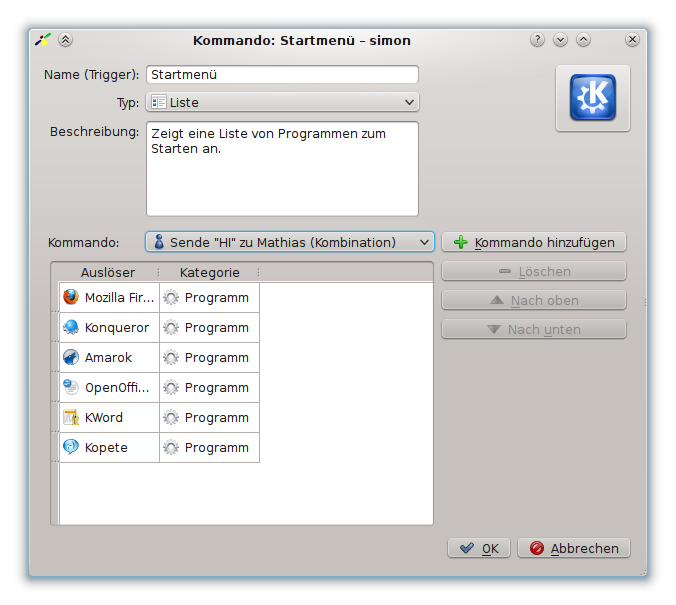 Kommando: Startmenü – simon
Name (Trigger): Startmenü
Typ: Liste
Beschreibung: Zeigt eine Liste von Programmen zum
Starten an.
Kommando: Sende "HI" zu Mathias (Kombination) Kommando hinzufügen
Auslöser Kategorie Löschen
Mozilla Fir... Programm Nach oben
Konqueror Programm Nach unten
Amarok Programm
OpenOffi... Programm
KWord Programm
Kopete Programm
OK Abbrechen